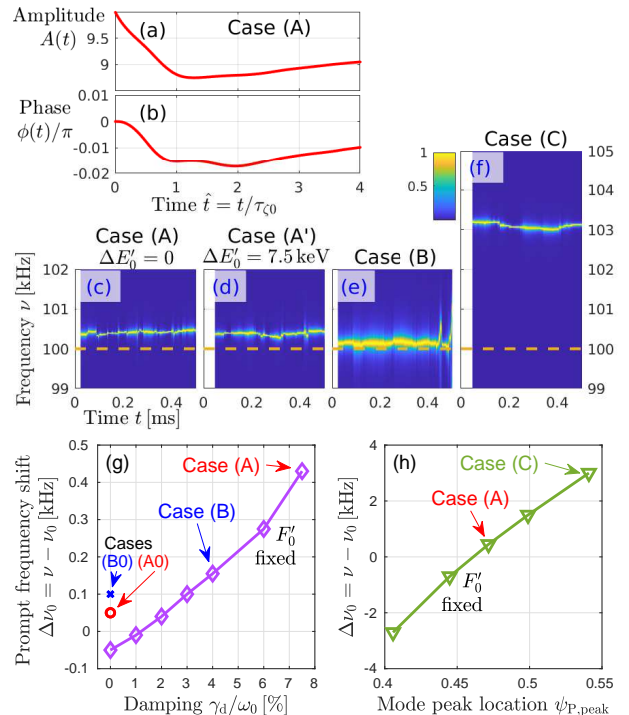 Amplitude
A(t)
(a)
Case (A)
9.5
9
0.01
Phase
ϕ(t)/π
(b)
0
-0.01
-0.02
0 1 2 3 4
Time t̂ = t/τζ0
1
0.5
Case (C)
(f)
105
104
103
102
101
100
99
Case (A)
ΔE′0 = 0
Case (A')
ΔE′0 = 7.5 keV
Case (B)
Frequency ν [kHz]
102
101
100
99
(c)
(d)
(e)
0 0.2 0.4
0 0.2 0.4
0 0.2 0.4
0 0.2 0.4
Time t [ms]
Prompt frequnency shift
Δν0 = ν − ν0 [kHz]
(g)
Case (A)
Case (B)
F′0
fixed
Cases
(B0) (A0)
0.5
0.4
0.3
0.2
0.1
0
-0.1
0 1 2 3 4 5 6 7 8
Damping γd/ω0 [%]
Δν0 = ν − ν0 [kHz]
(h)
Case (C)
Case (A)
F′0
fixed
4
2
0
-2
-4
0.4 0.45 0.5 0.55
Mode peak location ψP,peak